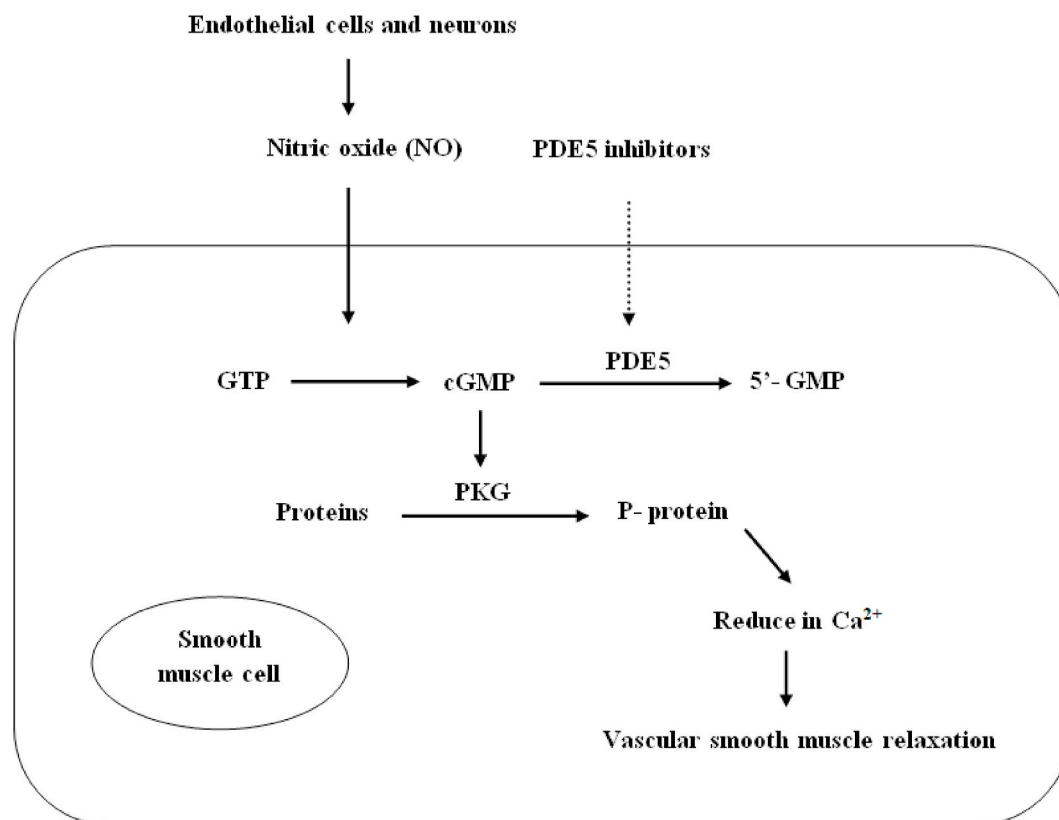 Endothelial cells and neurons
Nitric oxide (NO)
PDE5 inhibitors
PDE5
GTP
cGMP
5’- GMP
PKG
Proteins
P- protein
Reduce in Ca²⁺
Smooth
muscle cell
Vascular smooth muscle relaxation